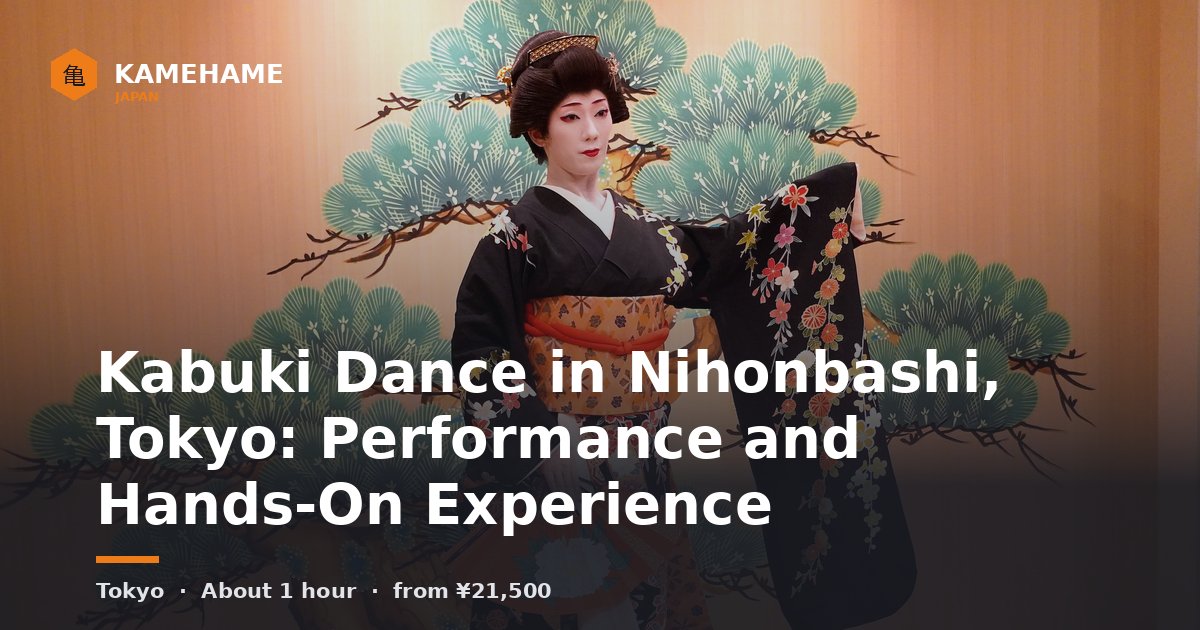 亀
KAMEHAME
JAPAN
Kabuki Dance in Nihonbashi,
Tokyo: Performance and
Hands-On Experience
Tokyo · About 1 hour · from ¥21,500